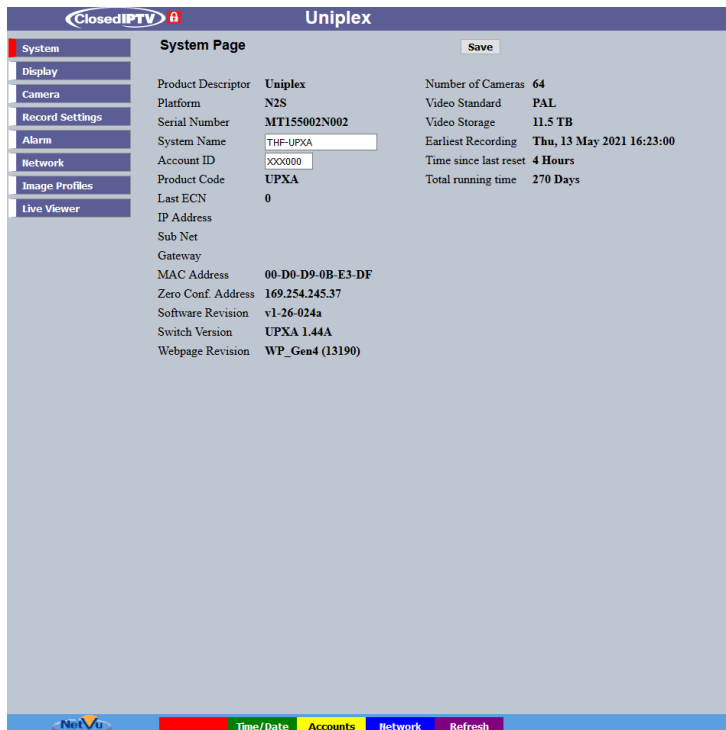 ClosedIPTV Uniplex
System
Display
Camera
Record Settings
Alarm
Network
Image Profiles
Live Viewer
System Page Save
Product Descriptor Uniplex
Platform N2S
Serial Number MT155002N002
System Name THF-UPXA
Account ID XXX000
Product Code UPXA
Last ECN 0
IP Address
Sub Net
Gateway
MAC Address 00-D0-D9-0B-E3-DF
Zero Conf. Address 169.254.245.37
Software Revision v1-26-024a
Switch Version UPXA 1.44A
Webpage Revision WP_Gen4 (13190)
Number of Cameras 64
Video Standard PAL
Video Storage 11.5 TB
Earliest Recording Thu, 13 May 2021 16:23:00
Time since last reset 4 Hours
Total running time 270 Days
NetVu Time/Date Accounts Network Refresh